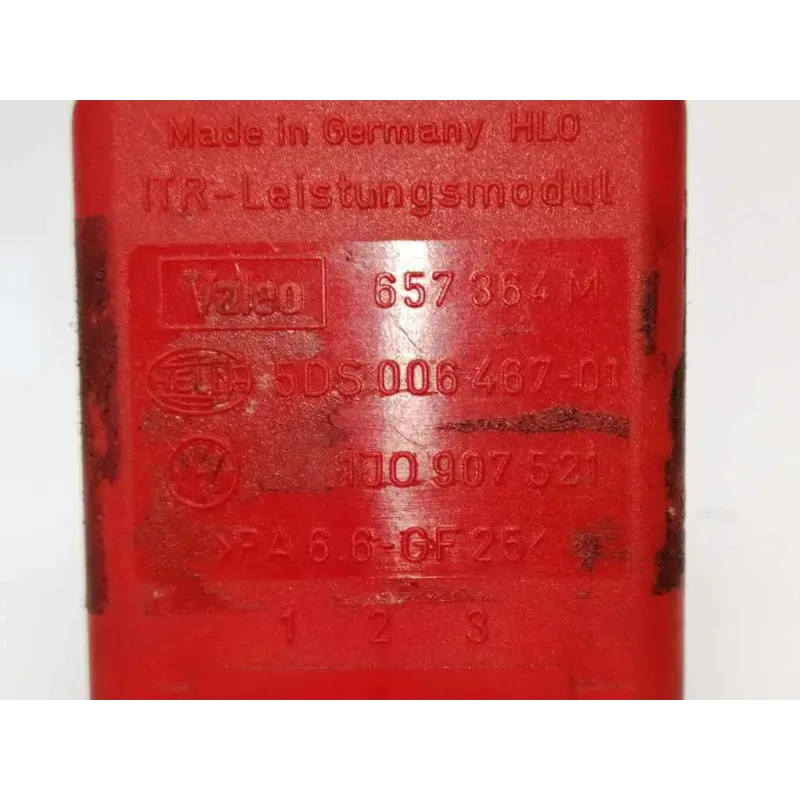 Made in Germany HLO
ITR-Leistungsmodul
Valeo 657 364 M
HELLA 5DS 006 467-01
1J0 907 521
>PA 6.6-GF 25<
1 2 3